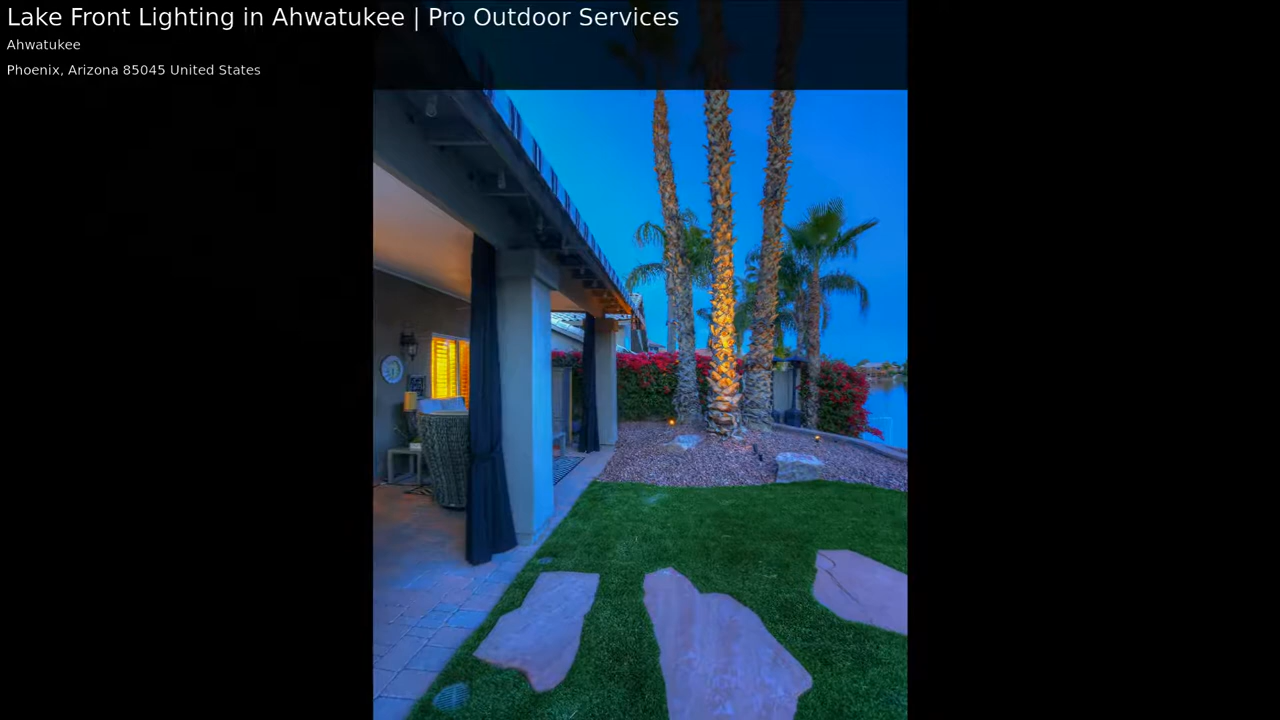 Lake Front Lighting in Ahwatukee | Pro Outdoor Services
Ahwatukee
Phoenix, Arizona 85045 United States